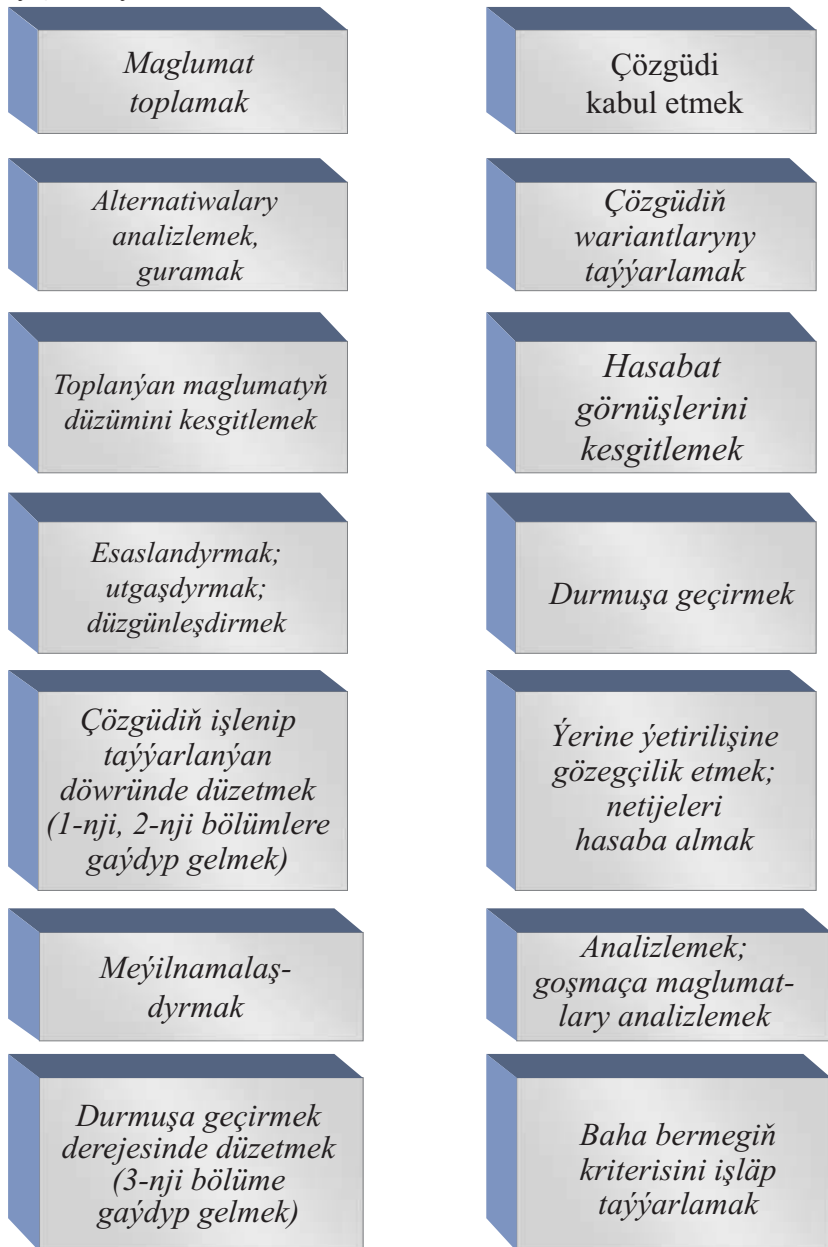 Maglumat
toplamak
Çözgüdi
kabul etmek
Alternatiwalary
analizlemek,
guramak
Çözgüdiň
wariantlaryny
taýýarlamak
Toplanýan maglumatyň
düzümini kesgitlemek
Hasabat
görnüşlerini
kesgitlemek
Esaslandyrmak;
utgaşdyrmak;
düzgünleşdirmek
Durmuşa geçirmek
Çözgüdiň işlenip
taýýarlanýan
döwründe düzetmek
(1-nji, 2-nji bölümlere
gaýdyp gelmek)
Ýerine ýetirilişine
gözegçilik etmek;
netijeleri
hasaba almak
Meýilnamalaş-
dyrmak
Analizlemek;
goşmaça maglumat-
lary analizlemek
Durmuşa geçirmek
derejesinde düzetmek
(3-nji bölüme
gaýdyp gelmek)
Baha bermegiň
kriterisini işläp
taýýarlamak